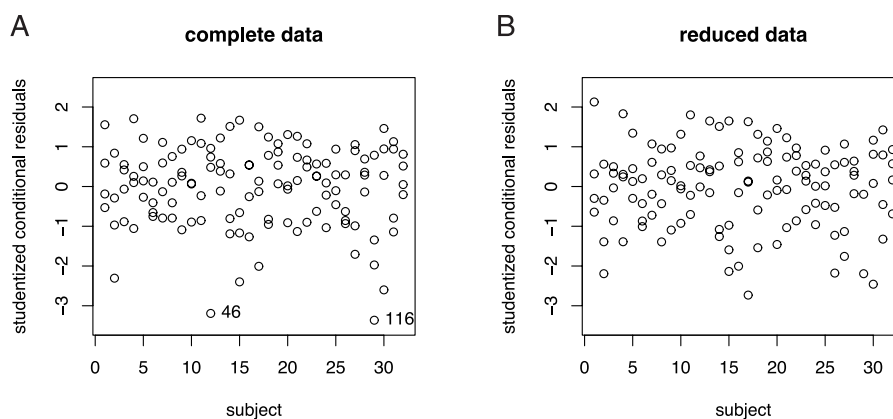 A
complete data
studentized conditional residuals
2
1
0
−1
−2
−3
46
116
0 5 10 15 20 25 30
subject
B
reduced data
studentized conditional residuals
2
1
0
−1
−2
−3
0 5 10 15 20 25 30
subject